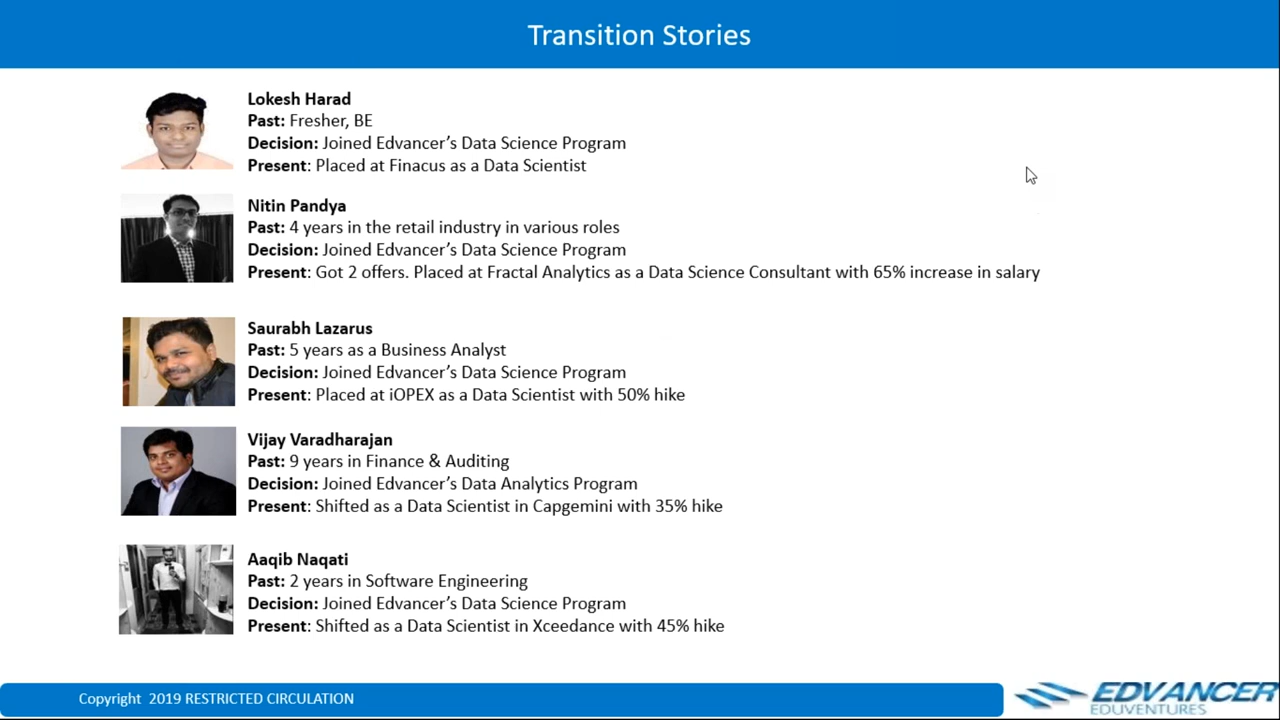 Transition Stories
Lokesh Harad
Past: Fresher, BE
Decision: Joined Edvancer’s Data Science Program
Present: Placed at Finacus as a Data Scientist
Nitin Pandya
Past: 4 years in the retail industry in various roles
Decision: Joined Edvancer’s Data Science Program
Present: Got 2 offers. Placed at Fractal Analytics as a Data Science Consultant with 65% increase in salary
Saurabh Lazarus
Past: 5 years as a Business Analyst
Decision: Joined Edvancer’s Data Science Program
Present: Placed at iOPEX as a Data Scientist with 50% hike
Vijay Varadharajan
Past: 9 years in Finance & Auditing
Decision: Joined Edvancer’s Data Analytics Program
Present: Shifted as a Data Scientist in Capgemini with 35% hike
Aaqib Naqati
Past: 2 years in Software Engineering
Decision: Joined Edvancer’s Data Science Program
Present: Shifted as a Data Scientist in Xceedance with 45% hike
Copyright 2019 RESTRICTED CIRCULATION
EDVANCER
EDUVENTURES